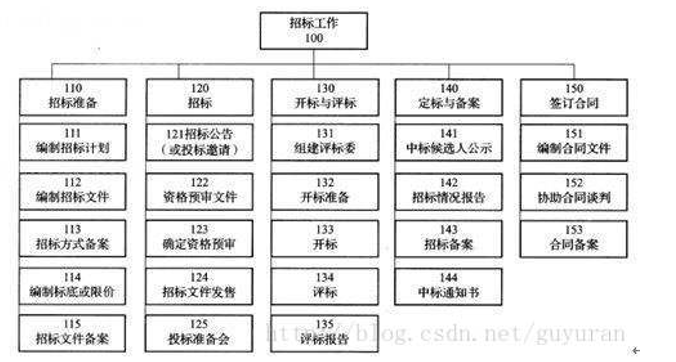 招标工作
100
110
招标准备
120
招标
130
开标与评标
140
定标与备案
150
签订合同
111
编制招标计划
121招标公告
（或投标邀请）
131
组建评标委
141
中标候选人公示
151
编制合同文件
112
编制招标文件
122
资格预审文件
132
开标准备
142
招标情况报告
152
协助合同谈判
113
招标方式备案
123
确定资格预审
133
开标
143
招标备案
153
合同备案
114
编制标底或限价
124
招标文件发售
134
评标
144
中标通知书
115
招标文件备案
125
投标准备会
135
评标报告
http://blog.csdn.net/guyuran